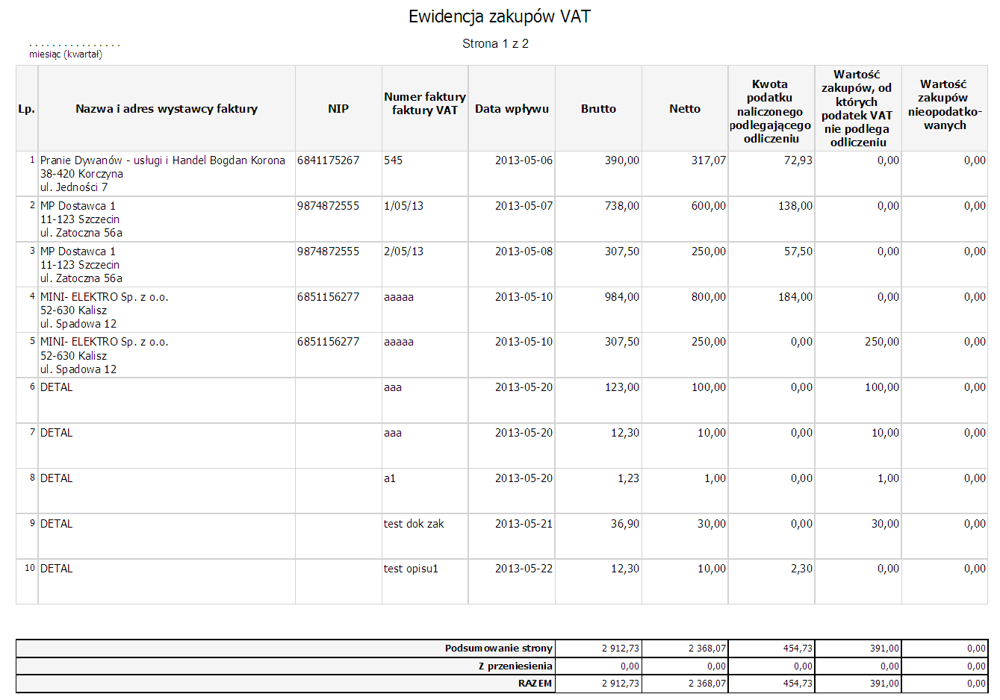 Ewidencja zakupów VAT
Strona 1 z 2
................
miesiąc (kwartał)
Lp. Nazwa i adres wystawcy faktury NIP Numer faktury faktury VAT Data wpływu Brutto Netto Kwota podatku naliczonego podlegającego odliczeniu Wartość zakupów, od których podatek VAT nie podlega odliczeniu Wartość zakupów nieopodatko-wanych
1 Pranie Dywanów - usługi i Handel Bogdan Korona 6841175267 545 2013-05-06 390,00 317,07 72,93 0,00 0,00
38-420 Korczyna
ul. Jedności 7
2 MP Dostawca 1 9874872555 1/05/13 2013-05-07 738,00 600,00 138,00 0,00 0,00
11-123 Szczecin
ul. Zatoczna 56a
3 MP Dostawca 1 9874872555 2/05/13 2013-05-08 307,50 250,00 57,50 0,00 0,00
11-123 Szczecin
ul. Zatoczna 56a
4 MINI- ELEKTRO Sp. z o.o. 6851156277 aaaaa 2013-05-10 984,00 800,00 184,00 0,00 0,00
52-630 Kalisz
ul. Spadowa 12
5 MINI- ELEKTRO Sp. z o.o. 6851156277 aaaaa 2013-05-10 307,50 250,00 0,00 250,00 0,00
52-630 Kalisz
ul. Spadowa 12
6 DETAL aaa 2013-05-20 123,00 100,00 0,00 100,00 0,00
7 DETAL aaa 2013-05-20 12,30 10,00 0,00 10,00 0,00
8 DETAL a1 2013-05-20 1,23 1,00 0,00 1,00 0,00
9 DETAL test dok zak 2013-05-21 36,90 30,00 0,00 30,00 0,00
10 DETAL test opisu1 2013-05-22 12,30 10,00 2,30 0,00 0,00
Podsumowanie strony 2 912,73 2 368,07 454,73 391,00 0,00
Z przeniesienia 0,00 0,00 0,00 0,00 0,00
RAZEM 2 912,73 2 368,07 454,73 391,00 0,00